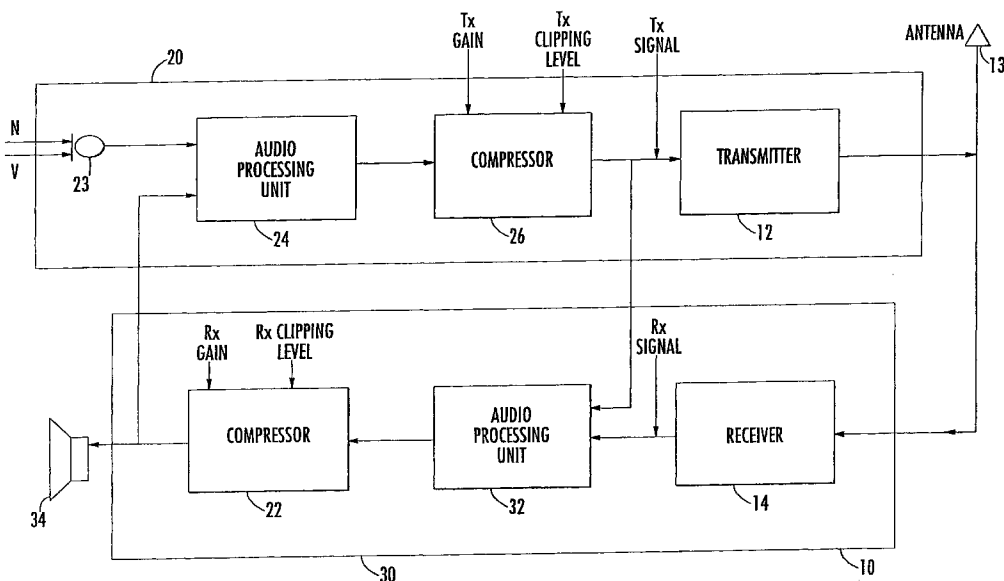 Tx
GAIN
Tx
CLIPPING
LEVEL
Tx
SIGNAL
ANTENNA
13
20
N
V
23
AUDIO
PROCESSING
UNIT
24
COMPRESSOR
26
TRANSMITTER
12
Rx
GAIN
Rx CLIPPING
LEVEL
Rx
SIGNAL
34
COMPRESSOR
22
AUDIO
PROCESSING
UNIT
32
RECEIVER
14
30
10